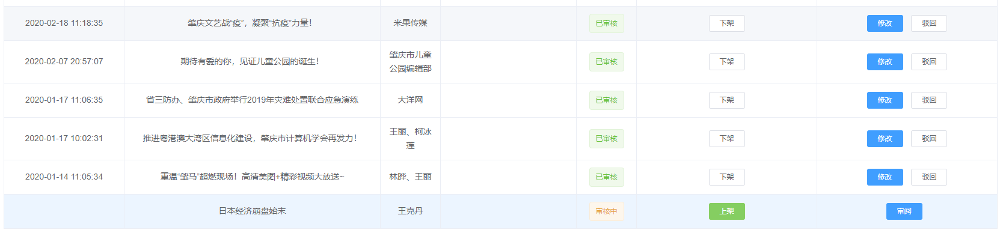 2020-02-18 11:18:35 肇庆文艺战“疫”，凝聚“抗疫”力量！ 米果传媒 已审核 下架 修改 驳回
2020-02-07 20:57:07 期待有爱的你，见证儿童公园的诞生！ 肇庆市儿童 已审核 下架 修改 驳回
公园编辑部
2020-01-17 11:06:35 省三防办、肇庆市政府举行2019年灾难处置联合应急演练 大洋网 已审核 下架 修改 驳回
2020-01-17 10:02:31 推进粤港澳大湾区信息化建设，肇庆市计算机学会再发力！ 王丽、柯冰 已审核 下架 修改 驳回
莲
2020-01-14 11:05:34 重温“肇马”超燃现场！高清美图+精彩视频大放送~ 林晔、王丽 已审核 下架 修改 驳回
日本经济崩盘始末 王克丹 审核中 上架 审阅